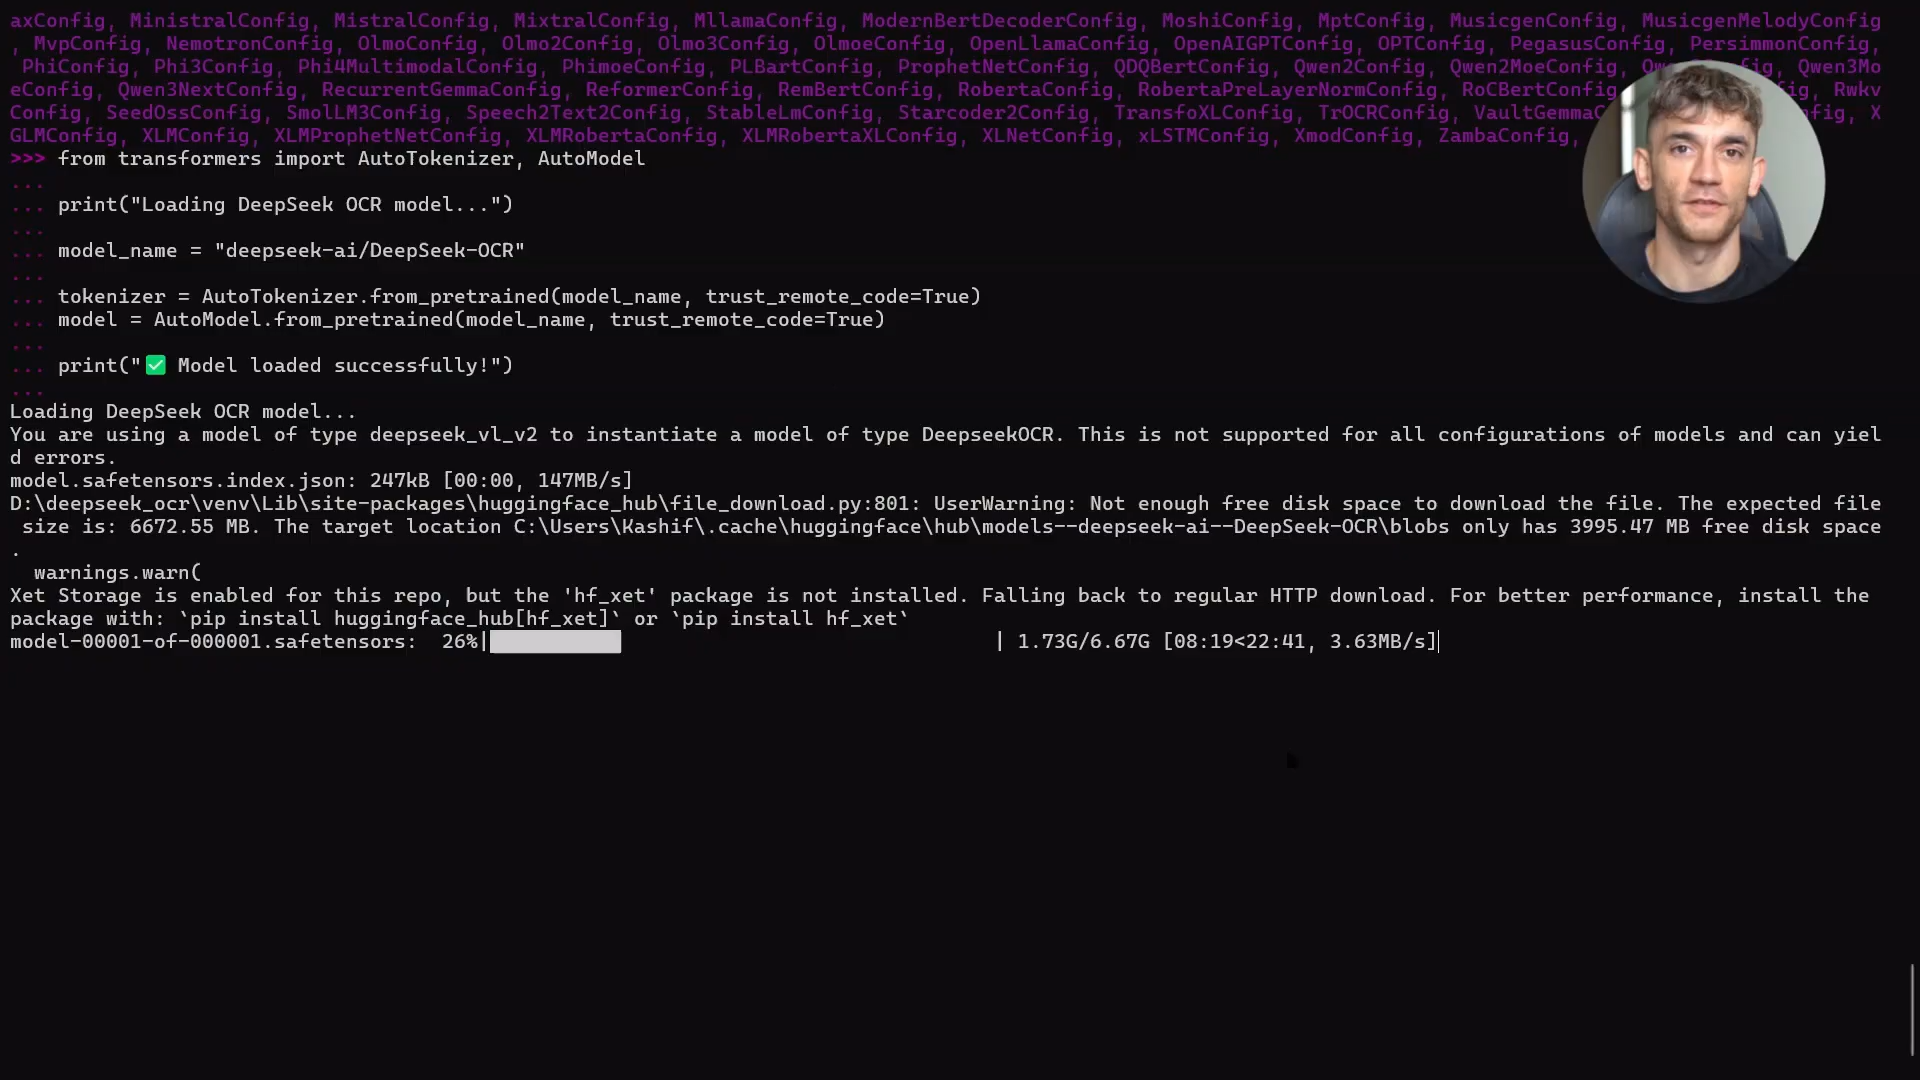 axConfig, MinistralConfig, MistralConfig, MixtralConfig, MllamaConfig, ModernBertDecoderConfig, MoshiConfig, MptConfig, MusicgenConfig, MusicgenMelodyConfig
, MvpConfig, NemotronConfig, OlmoConfig, Olmo2Config, Olmo3Config, OlmoeConfig, OpenLlamaConfig, OpenAIGPTConfig, OPTConfig, PegasusConfig, PersimmonConfig,
PhiConfig, Phi3Config, Phi4MultimodalConfig, PhimoeConfig, PLBartConfig, ProphetNetConfig, QDQBertConfig, Qwen2Config, Qwen2MoeConfig, Qwen3Mo
eConfig, Qwen3NextConfig, RecurrentGemmaConfig, ReformerConfig, RemBertConfig, RobertaConfig, RobertaPreLayerNormConfig, RoCBertConfig, Rwkv
Config, SeedOssConfig, SmolLM3Config, Speech2Text2Config, StableLmConfig, Starcoder2Config, TransfoXLConfig, TrOCRConfig, X
GLMConfig, XLMConfig, XLMProphetNetConfig, XLMRobertaConfig, XLMRobertaXLConfig, XLNetConfig, xLSTMConfig, XmodConfig, ZambaConfig,
>>> from transformers import AutoTokenizer, AutoModel
...
... print("Loading DeepSeek OCR model...")
...
... model_name = "deepseek-ai/DeepSeek-OCR"
...
... tokenizer = AutoTokenizer.from_pretrained(model_name, trust_remote_code=True)
... model = AutoModel.from_pretrained(model_name, trust_remote_code=True)
...
... print("✅ Model loaded successfully!")
...
Loading DeepSeek OCR model...
You are using a model of type deepseek_vl_v2 to instantiate a model of type DeepseekOCR. This is not supported for all configurations of models and can yiel
d errors.
model.safetensors.index.json: 247kB [00:00, 147MB/s]
D:\deepseek_ocr\venv\Lib\site-packages\huggingface_hub\file_download.py:801: UserWarning: Not enough free disk space to download the file. The expected file
size is: 6672.55 MB. The target location C:\Users\Kashif\.cache\huggingface\hub\models--deepseek-ai--DeepSeek-OCR\blobs only has 3995.47 MB free disk space
.
warnings.warn(
Xet Storage is enabled for this repo, but the 'hf_xet' package is not installed. Falling back to regular HTTP download. For better performance, install the
package with: `pip install huggingface_hub[hf_xet]` or `pip install hf_xet`
model-00001-of-000001.safetensors: 26%| | 1.73G/6.67G [08:19<22:41, 3.63MB/s]